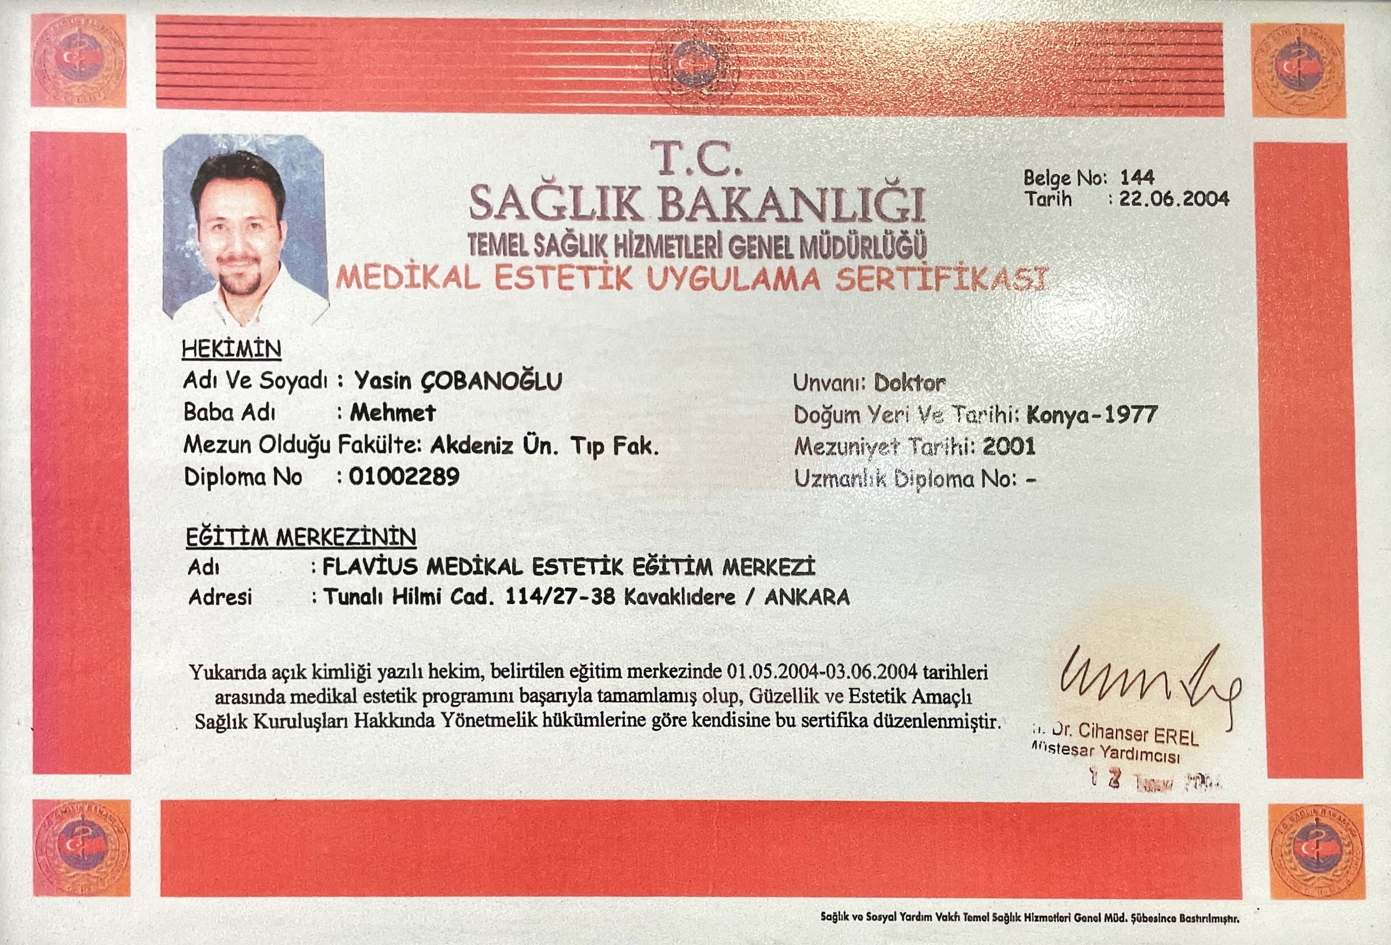 T.C.
SAĞLIK BAKANLIĞI
TEMEL SAĞLIK HİZMETLERİ GENEL MÜDÜRLÜĞÜ
MEDİKAL ESTETİK UYGULAMA SERTİFİKASI
Belge No: 144
Tarih : 22.06.2004
HEKİMİN
Adı Ve Soyadı : Yasin ÇOBANOĞLU
Baba Adı : Mehmet
Mezun Olduğu Fakülte: Akdeniz Ün. Tıp Fak.
Diploma No : 01002289
Unvanı: Doktor
Doğum Yeri Ve Tarihi: Konya-1977
Mezuniyet Tarihi: 2001
Uzmanlık Diploma No: -
EĞİTİM MERKEZİNİN
Adı : FLAVİUS MEDİKAL ESTETİK EĞİTİM MERKEZİ
Adresi : Tunalı Hilmi Cad. 114/27-38 Kavaklıdere / ANKARA
Yukarıda açık kimliği yazılı hekim, belirtilen eğitim merkezinde 01.05.2004-03.06.2004 tarihleri
arasında medikal estetik programını başarıyla tamamlamış olup, Güzellik ve Estetik Amaçlı
Sağlık Kuruluşları Hakkında Yönetmelik hükümlerine göre kendisine bu sertifika düzenlenmiştir.
Dr. Cihanser EREL
Müsteşar Yardımcısı
12
Sağlık ve Sosyal Yardım Vakfı Temel Sağlık Hizmetleri Genel Müd. Şübesince Bastırılmıştır.